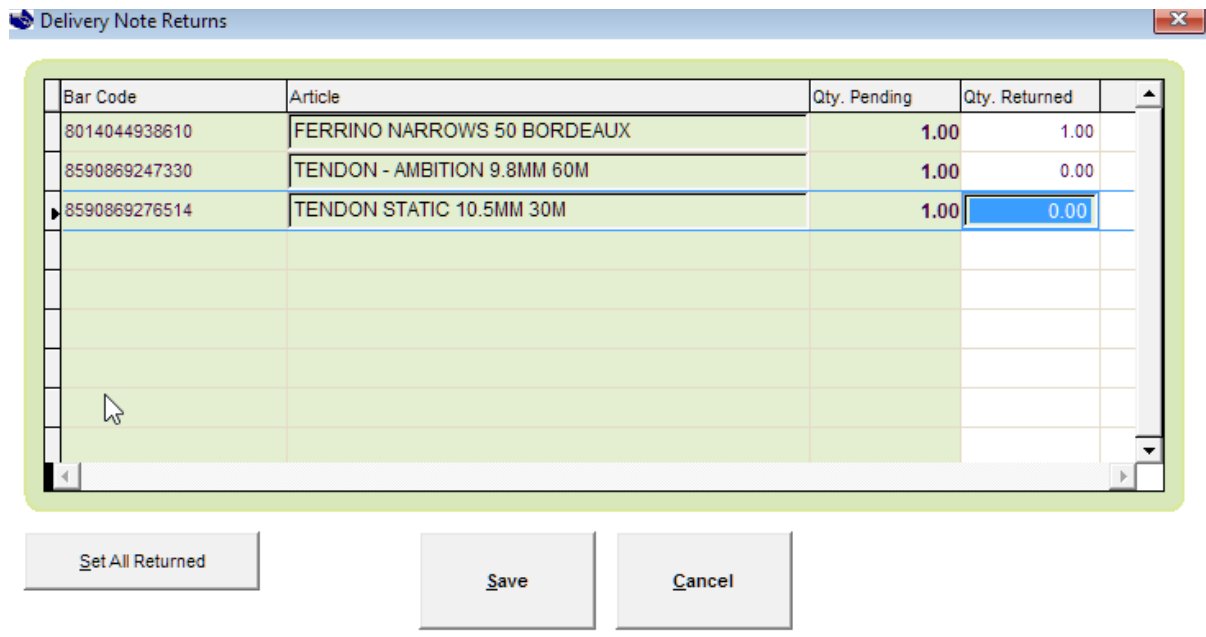 Delivery Note Returns
Bar Code Article Qty. Pending Qty. Returned
8014044938610 FERRINO NARROWS 50 BORDEAUX 1.00 1.00
8590869247330 TENDON - AMBITION 9.8MM 60M 1.00 0.00
8590869276514 TENDON STATIC 10.5MM 30M 1.00 0.00
Set All Returned Save Cancel